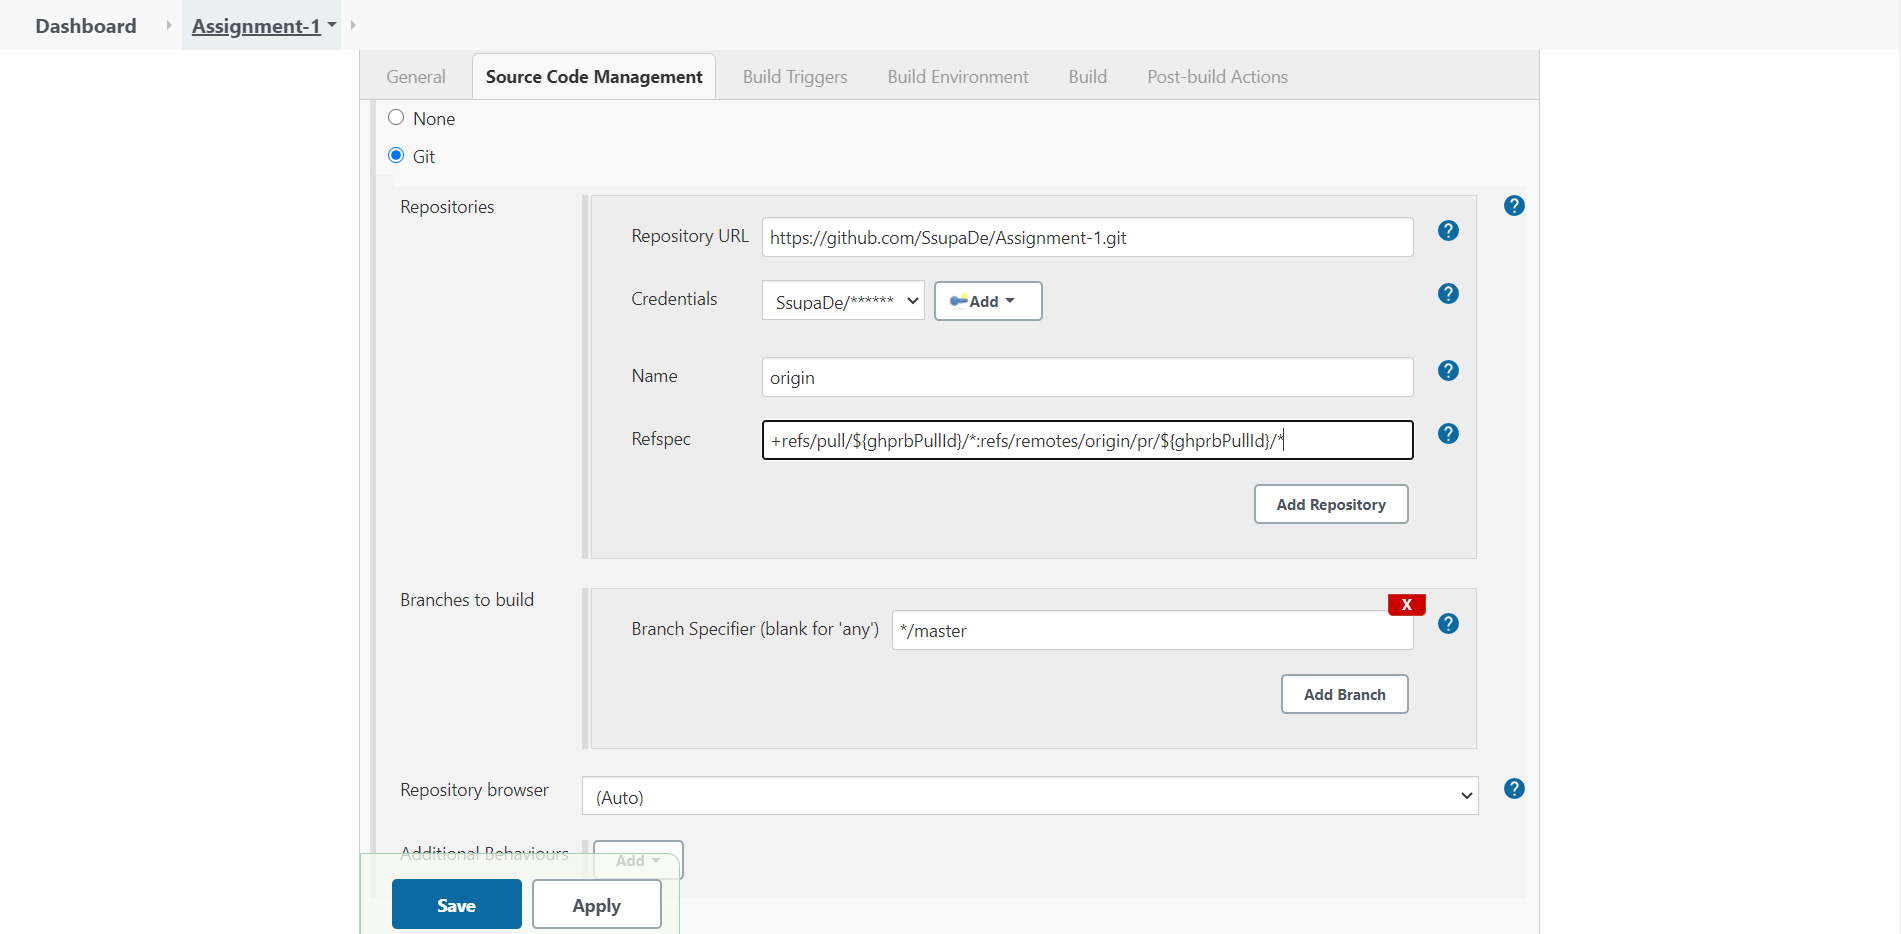 Dashboard Assignment-1
General Source Code Management Build Triggers Build Environment Build Post-build Actions
None
Git
Repositories
Repository URL https://github.com/SsupaDe/Assignment-1.git
Credentials SsupaDe/****** Add
Name origin
Refspec +refs/pull/${ghprbPullId}/*:refs/remotes/origin/pr/${ghprbPullId}/*
Add Repository
Branches to build
X
Branch Specifier (blank for 'any') */master
Add Branch
Repository browser (Auto)
Additional Behaviours Add
Save Apply